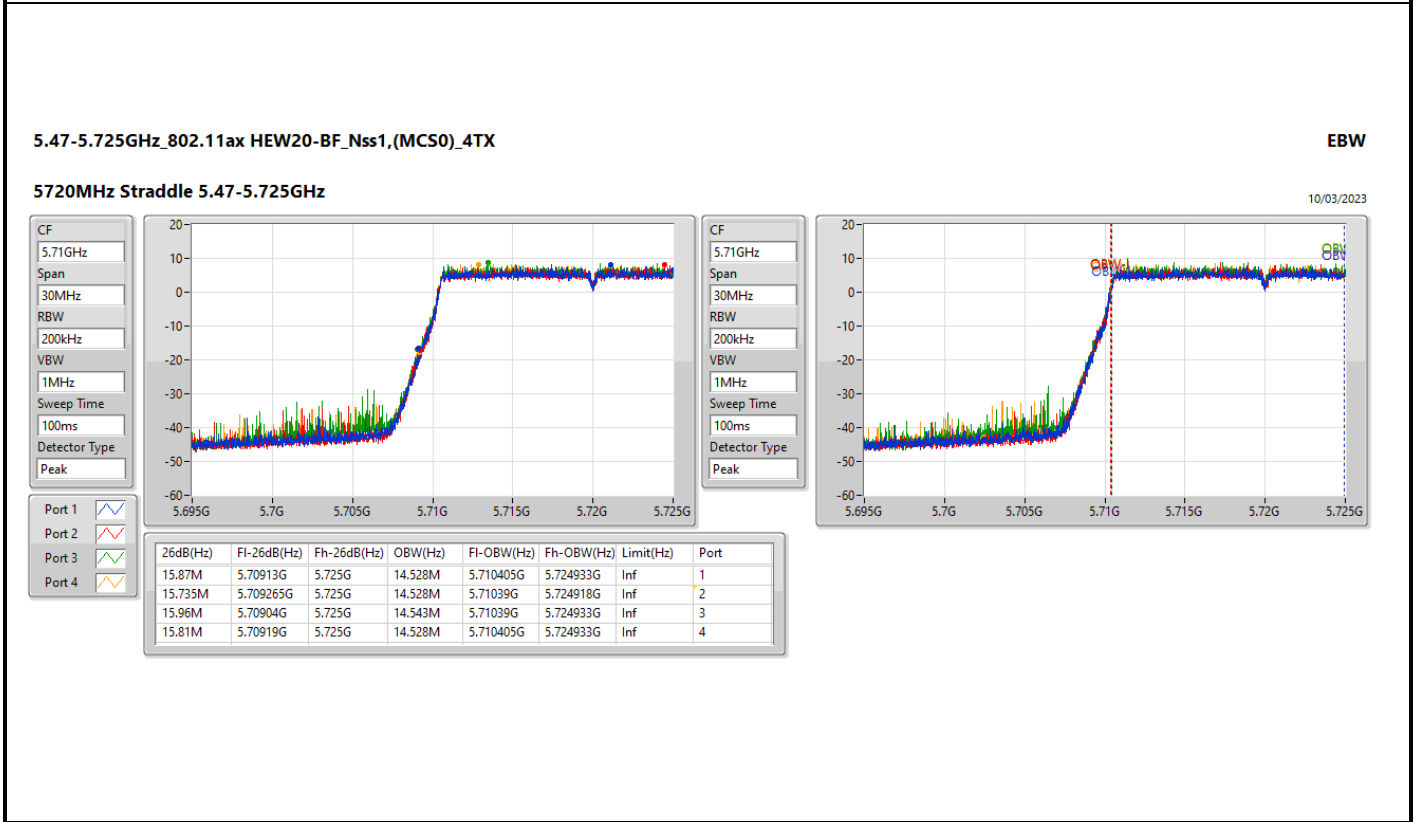 5.47-5.725GHz_802.11ax HEW20-BF_Nss1,(MCS0)_4TX
EBW
5720MHz Straddle 5.47-5.725GHz
10/03/2023
CF
5.71GHz
Span
30MHz
RBW
200kHz
VBW
1MHz
Sweep Time
100ms
Detector Type
Peak
Port 1
Port 2
Port 3
Port 4
20
10
0
-10
-20
-30
-40
-50
-60
5.695G 5.7G 5.705G 5.71G 5.715G 5.72G 5.725G
CF
5.71GHz
Span
30MHz
RBW
200kHz
VBW
1MHz
Sweep Time
100ms
Detector Type
Peak
20
10
0
-10
-20
-30
-40
-50
-60
5.695G 5.7G 5.705G 5.71G 5.715G 5.72G 5.725G
26dB(Hz) Fl-26dB(Hz) Fh-26dB(Hz) OBW(Hz) Fl-OBW(Hz) Fh-OBW(Hz) Limit(Hz) Port
15.87M 5.70913G 5.725G 14.528M 5.710405G 5.724933G Inf 1
15.735M 5.709265G 5.725G 14.528M 5.71039G 5.724918G Inf 2
15.96M 5.70904G 5.725G 14.543M 5.71039G 5.724933G Inf 3
15.81M 5.70919G 5.725G 14.528M 5.710405G 5.724933G Inf 4